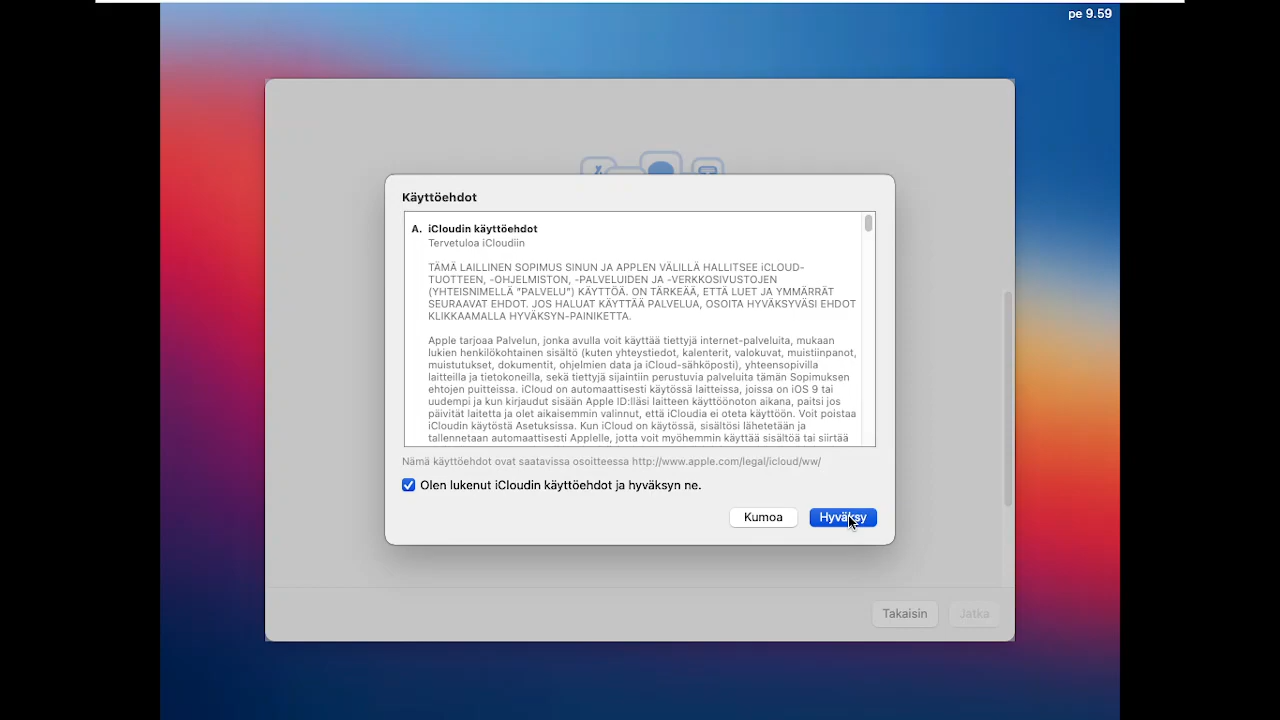 pe 9.59
Käyttöehdot
A. iCloudin käyttöehdot
Tervetuloa iCloudiin
TÄMÄ LAILLINEN SOPIMUS SINUN JA APPLEN VÄLILLÄ HALLITSEE iCLOUD-
TUOTTEEN, -OHJELMISTON, -PALVELUIDEN JA -VERKKOSIVUSTOJEN
(YHTEISNIMELLÄ "PALVELU") KÄYTTÖÄ. ON TÄRKEÄÄ, ETTÄ LUET JA YMMÄRRÄT
SEURAAVAT EHDOT. JOS HALUAT KÄYTTÄÄ PALVELUA, OSOITA HYVÄKSYVÄSI EHDOT
KLIKKAAMALLA HYVÄKSYN-PAINIKETTA.
Apple tarjoaa Palvelun, jonka avulla voit käyttää tiettyjä internet-palveluita, mukaan
lukien henkilökohtainen sisältö (kuten yhteystiedot, kalenterit, valokuvat, muistiinpanot,
muistutukset, dokumentit, ohjelmien data ja iCloud-sähköposti), yhteensopivilla
laitteilla ja tietokoneilla, sekä tiettyjä sijaintiin perustuvia palveluita tämän Sopimuksen
ehtojen puitteissa. iCloud on automaattisesti käytössä laitteissa, joissa on iOS 9 tai
uudempi ja kun kirjaudut sisään Apple ID:lläsi laitteen käyttöönoton aikana, paitsi jos
päivität laitetta ja olet aikaisemmin valinnut, että iCloudia ei oteta käyttöön. Voit poistaa
iCloudin käytöstä Asetuksissa. Kun iCloud on käytössä, sisältösi lähetetään ja
tallennetaan automaattisesti Applelle, jotta voit myöhemmin käyttää sisältöä tai siirtää
Nämä käyttöehdot ovat saatavissa osoitteessa http://www.apple.com/legal/icloud/ww/
Olen lukenut iCloudin käyttöehdot ja hyväksyn ne.
Kumoa
Hyväksy
Takaisin
Jatka